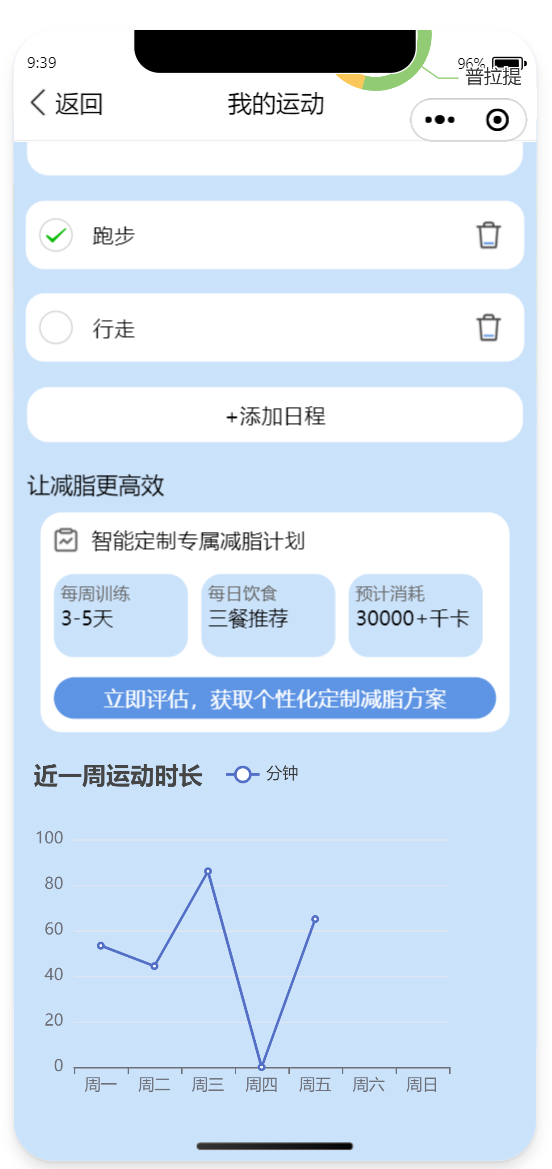 9:39
96%
普拉提
返回
我的运动
跑步
行走
+添加日程
让减脂更高效
智能定制专属减脂计划
每周训练
3-5天
每日饮食
三餐推荐
预计消耗
30000+千卡
立即评估，获取个性化定制减脂方案
近一周运动时长
分钟
100
80
60
40
20
0
周一 周二 周三 周四 周五 周六 周日